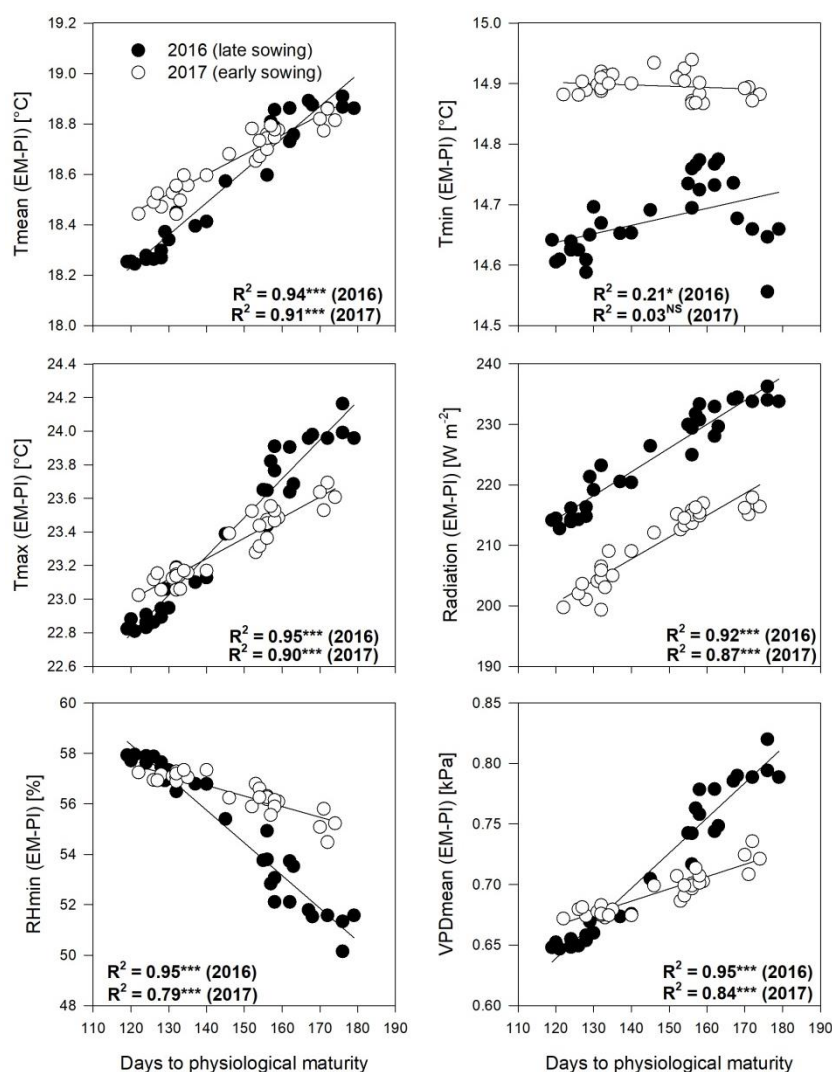 19.2
19.0
18.8
18.6
18.4
18.2
18.0
Tmean (EM-PI) [°C]
2016 (late sowing)
2017 (early sowing)
R² = 0.94*** (2016)
R² = 0.91*** (2017)
15.0
14.9
14.8
14.7
14.6
14.5
Tmin (EM-PI) [°C]
R² = 0.21* (2016)
R² = 0.03ᴺˢ (2017)
24.4
24.2
24.0
23.8
23.6
23.4
23.2
23.0
22.8
22.6
Tmax (EM-PI) [°C]
R² = 0.95*** (2016)
R² = 0.90*** (2017)
240
230
220
210
200
190
Radiation (EM-PI) [W m⁻²]
R² = 0.92*** (2016)
R² = 0.87*** (2017)
60
58
56
54
52
50
48
RHmin (EM-PI) [%]
R² = 0.95*** (2016)
R² = 0.79*** (2017)
110 120 130 140 150 160 170 180 190
Days to physiological maturity
0.85
0.80
0.75
0.70
0.65
0.60
VPDmean (EM-PI) [kPa]
R² = 0.95*** (2016)
R² = 0.84*** (2017)
110 120 130 140 150 160 170 180 190
Days to physiological maturity